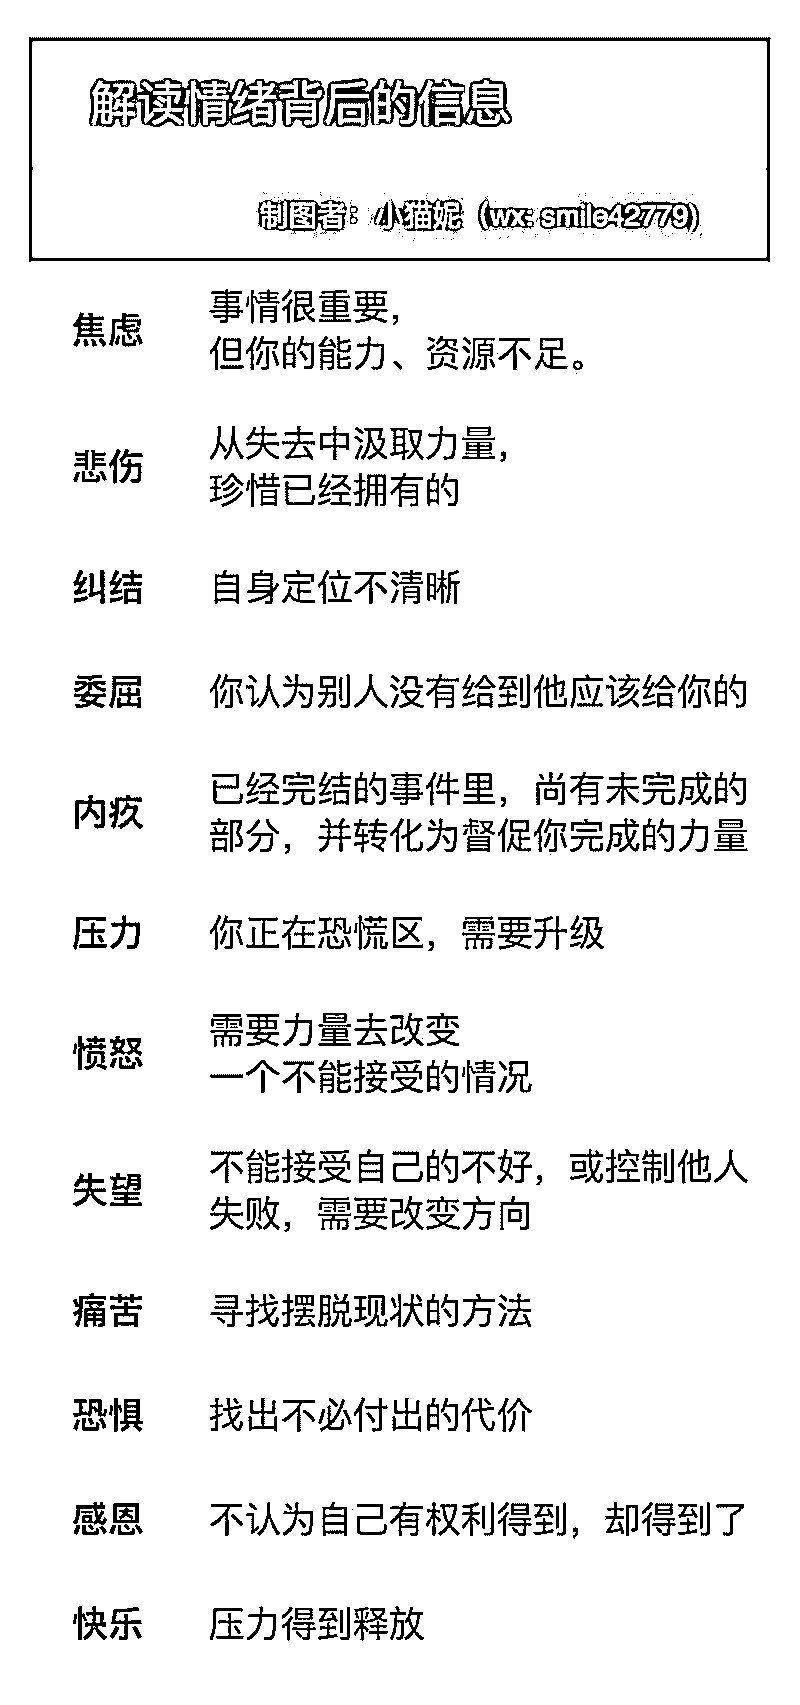 解读情绪背后的信息
制图者：小猫妮（wx: smile42779）
焦虑
事情很重要，
但你的能力、资源不足。
悲伤
从失去中汲取力量，
珍惜已经拥有的
纠结
自身定位不清晰
委屈
你认为别人没有给到他应该给你的
内疚
已经完结的事件里，尚有未完成的
部分，并转化为督促你完成的力量
压力
你正在恐慌区，需要升级
愤怒
需要力量去改变
一个不能接受的情况
失望
不能接受自己的不好，或控制他人
失败，需要改变方向
痛苦
寻找摆脱现状的方法
恐惧
找出不必付出的代价
感恩
不认为自己有权利得到，却得到了
快乐
压力得到释放